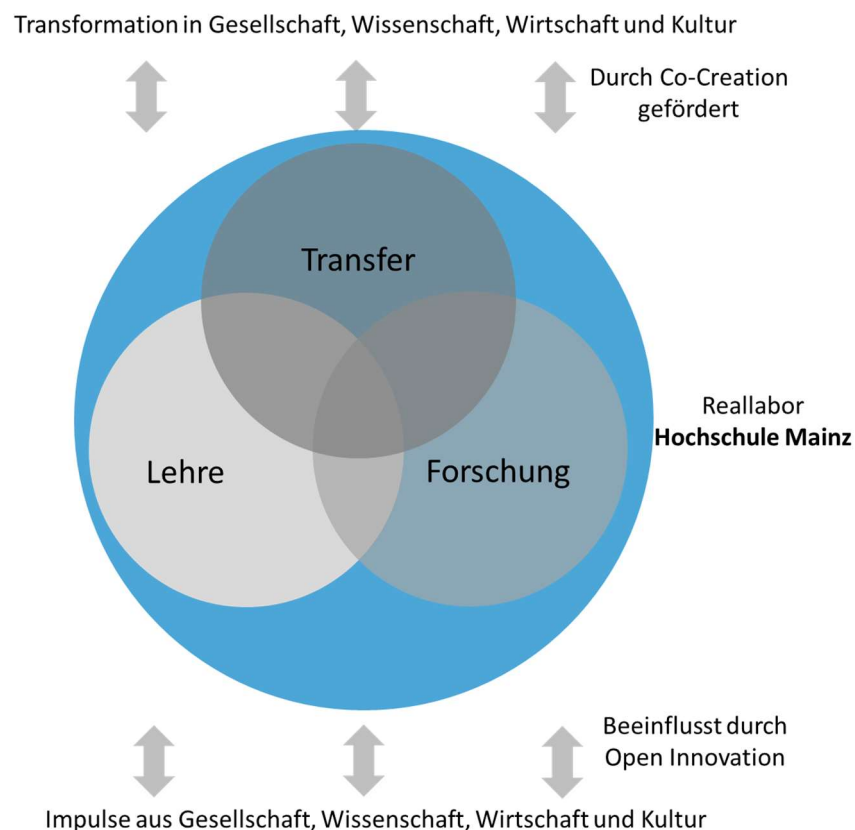 Transformation in Gesellschaft, Wissenschaft, Wirtschaft und Kultur
Durch Co-Creation
gefördert
Transfer
Reallabor
Hochschule Mainz
Lehre
Forschung
Beeinflusst durch
Open Innovation
Impulse aus Gesellschaft, Wissenschaft, Wirtschaft und Kultur